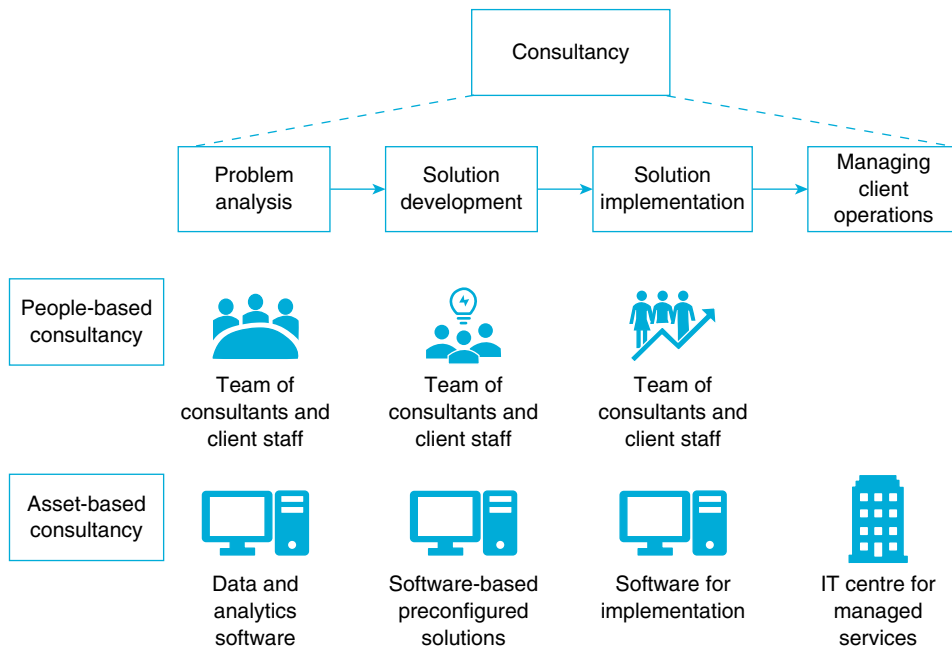 Consultancy
Problem
analysis
Solution
development
Solution
implementation
Managing
client
operations
People-based
consultancy
Team of
consultants and
client staff
Team of
consultants and
client staff
Team of
consultants and
client staff
Asset-based
consultancy
Data and
analytics
software
Software-based
preconfigured
solutions
Software for
implementation
IT centre for
managed
services